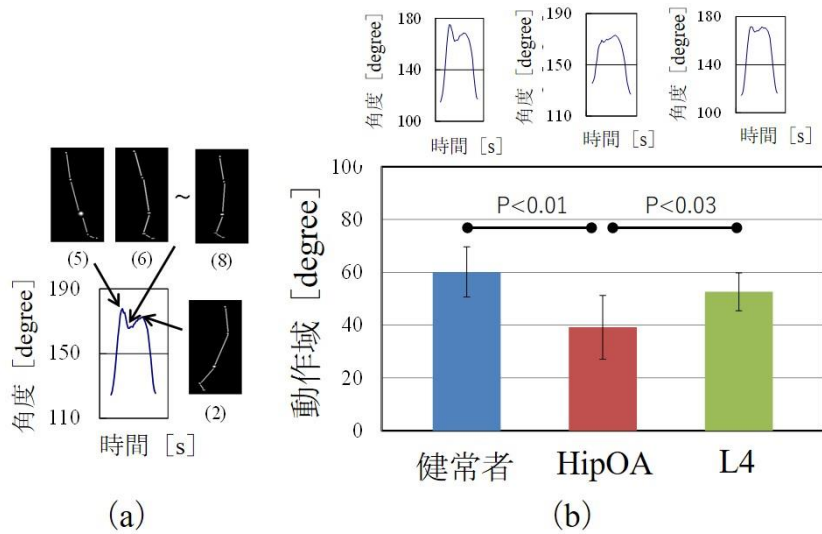 (5)
(6)
~
(8)
(2)
190
150
110
角度 [degree]
時間 [s]
(a)
180
140
100
角度 [degree]
時間 [s]
190
150
110
角度 [degree]
時間 [s]
180
140
100
角度 [degree]
時間 [s]
100
80
60
40
20
0
動作域 [degree]
P<0.01
P<0.03
健常者
HipOA
L4
(b)